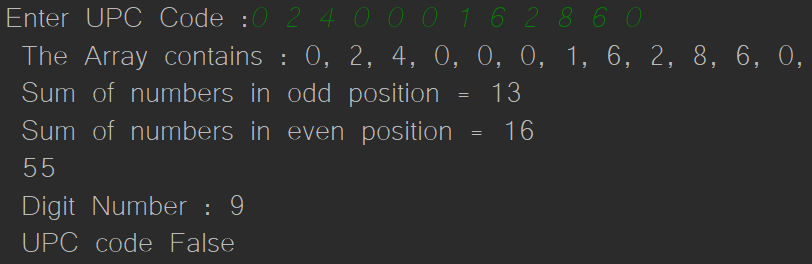 Enter UPC Code :0 2 4 0 0 0 1 6 2 8 6 0
The Array contains : 0, 2, 4, 0, 0, 0, 1, 6, 2, 8, 6, 0,
Sum of numbers in odd position = 13
Sum of numbers in even position = 16
55
Digit Number : 9
UPC code False